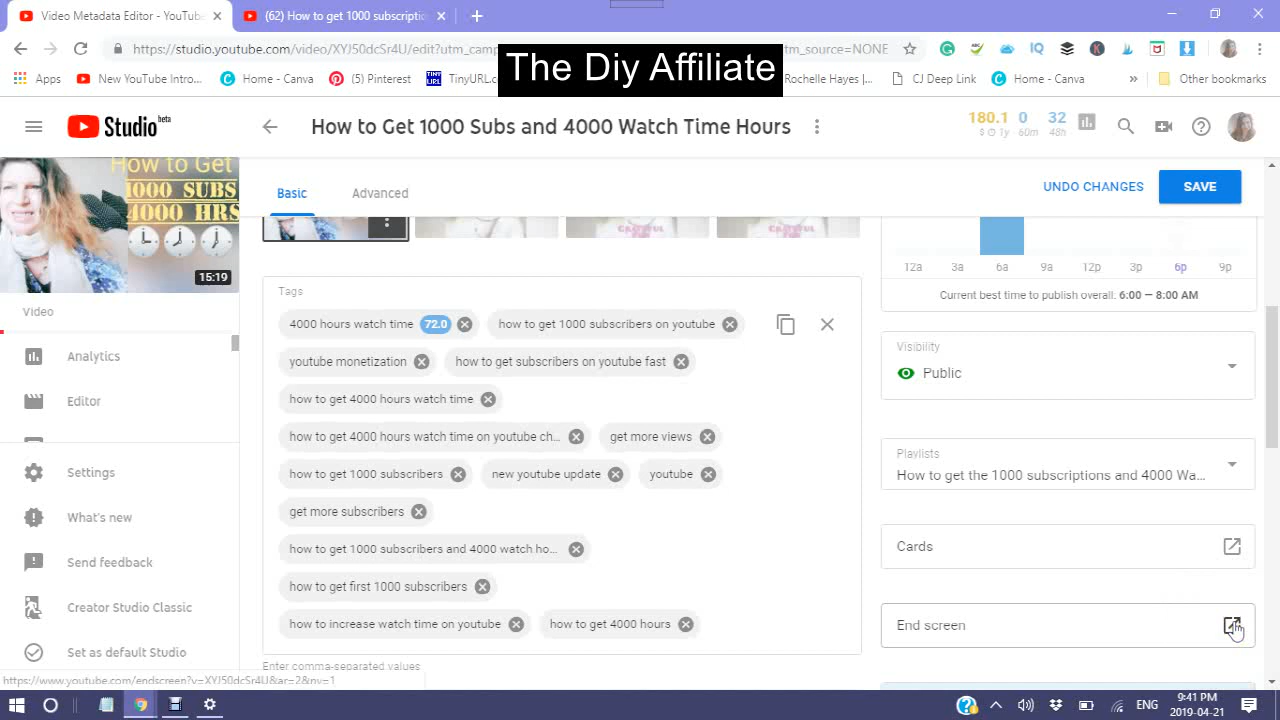 Video Metadata Editor - YouTube
(62) How to get 1000 subscriptio
https://studio.youtube.com/video/XYJ50dcSr4U/edit?utm_camp
tm_source=NONE
The Diy Affiliate
Apps
New YouTube Intro...
Home - Canva
(5) Pinterest
TinyURL.co
Rochelle Hayes |...
CJ Deep Link
Home - Canva
»
Other bookmarks
Studio beta
How to Get 1000 Subs and 4000 Watch Time Hours
180.1 0 32
$ 1y 60m 48h
How to Get
1000 SUBS
4000 HRS
15:19
Basic
Advanced
UNDO CHANGES
SAVE
GRATEFUL
12a 3a 6a 9a 12p 3p 6p 9p
Current best time to publish overall: 6:00 – 8:00 AM
Video
Analytics
Editor
Settings
What's new
Send feedback
Creator Studio Classic
Set as default Studio
Tags
4000 hours watch time 72.0
how to get 1000 subscribers on youtube
youtube monetization
how to get subscribers on youtube fast
how to get 4000 hours watch time
how to get 4000 hours watch time on youtube ch...
get more views
how to get 1000 subscribers
new youtube update
youtube
get more subscribers
how to get 1000 subscribers and 4000 watch ho...
how to get first 1000 subscribers
how to increase watch time on youtube
how to get 4000 hours
Enter comma-separated values
Visibility
Public
Playlists
How to get the 1000 subscriptions and 4000 Wa...
Cards
End screen
https://www.youtube.com/endscreen?v=XYJ50dcSr4U&ar=2&nv=1
ENG
9:41 PM
2019-04-21